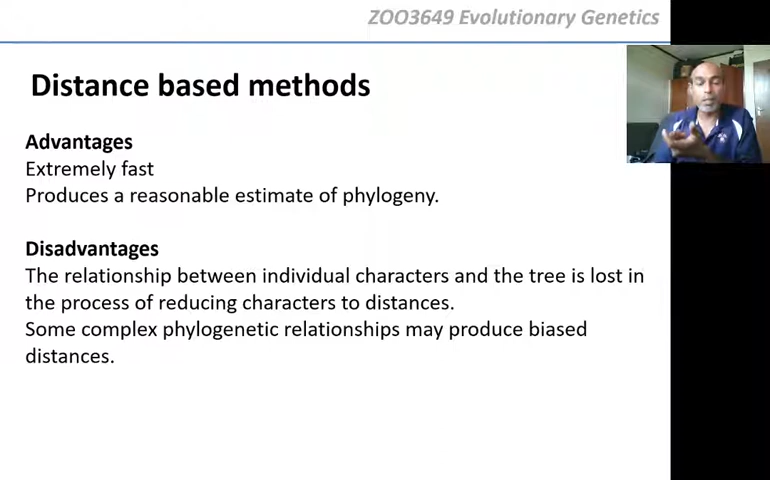 ZOO3649 Evolutionary Genetics
Distance based methods
Advantages
Extremely fast
Produces a reasonable estimate of phylogeny.
Disadvantages
The relationship between individual characters and the tree is lost in
the process of reducing characters to distances.
Some complex phylogenetic relationships may produce biased
distances.